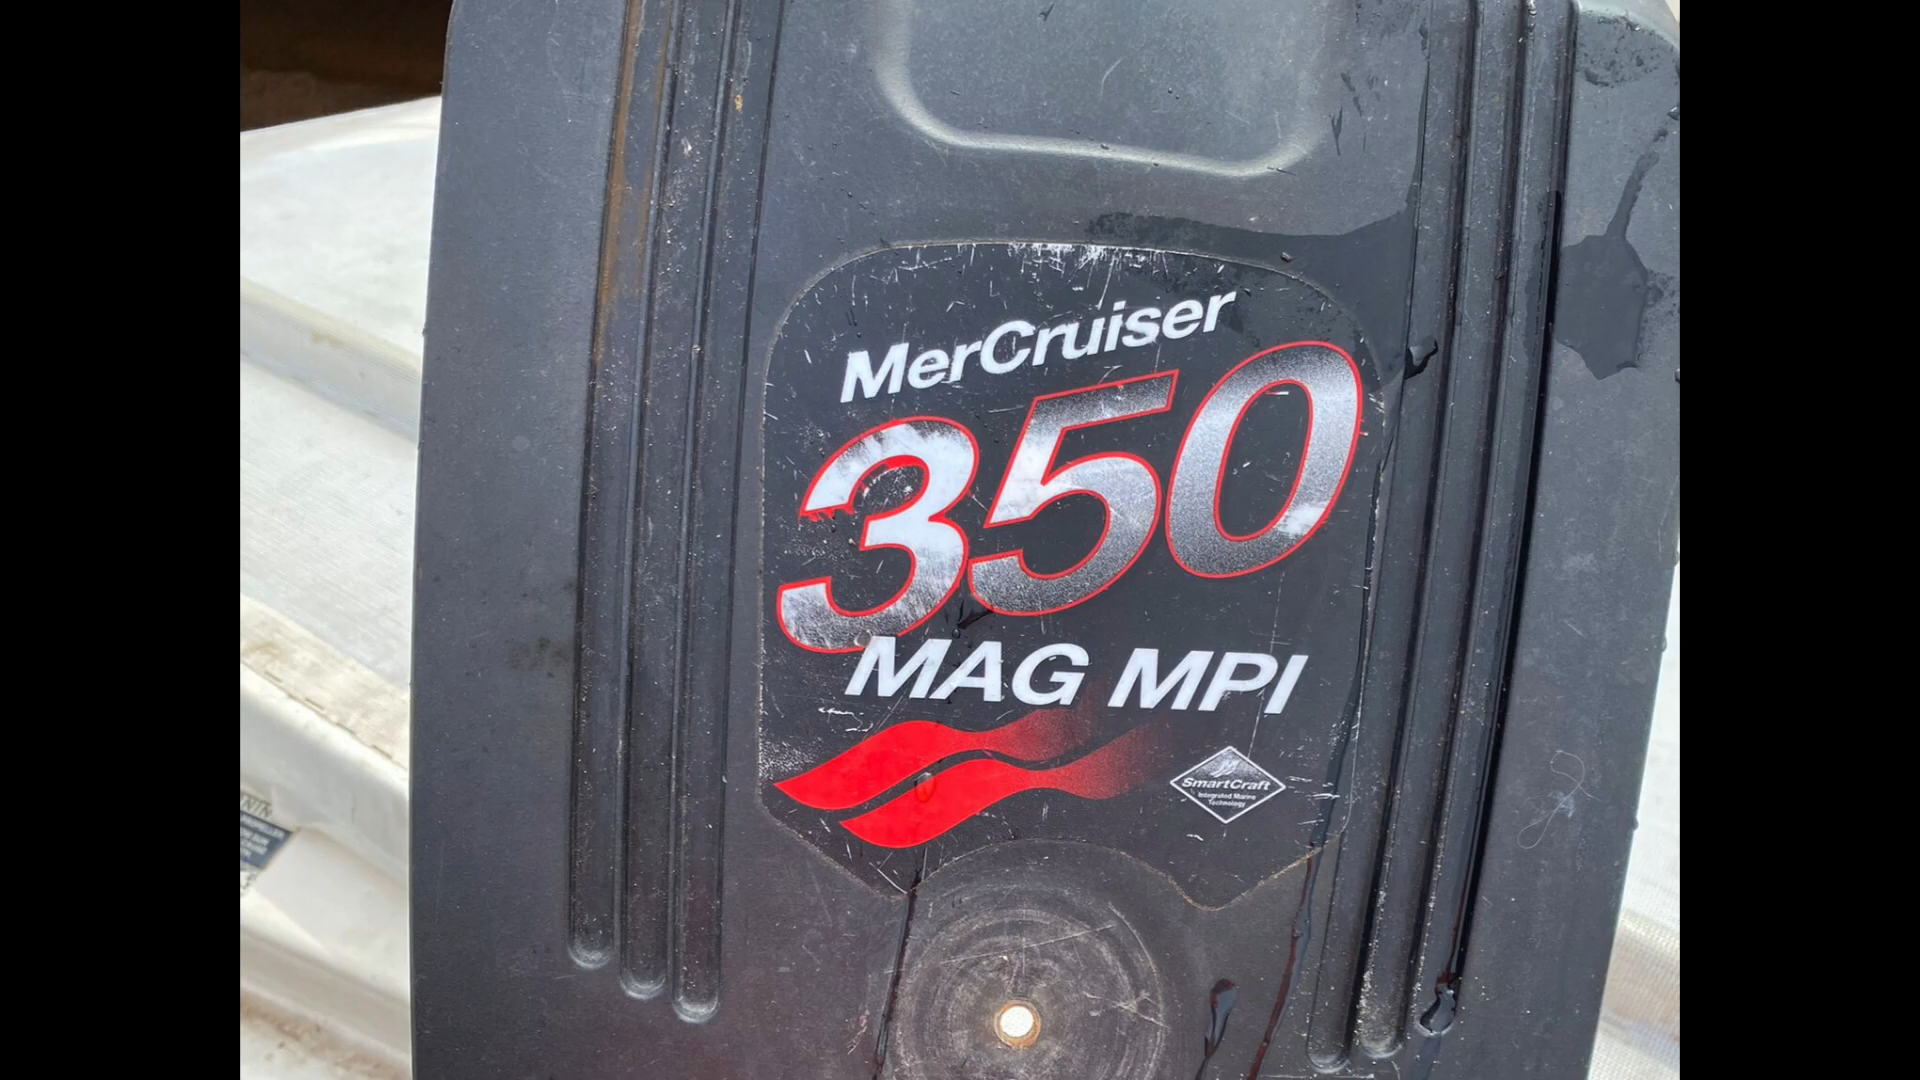 MerCruiser
350
MAG MPI
SmartCraft
Integrated Marine
Technology